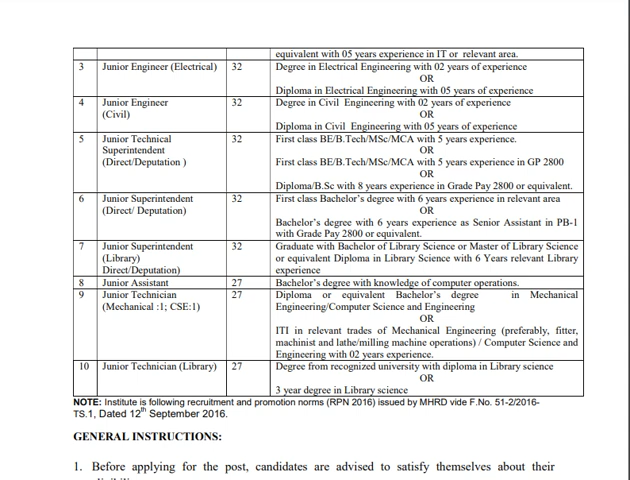 equivalent with 05 years experience in IT or relevant area.
3 Junior Engineer (Electrical) 32 Degree in Electrical Engineering with 02 years of experience
OR
Diploma in Electrical Engineering with 05 years of experience
4 Junior Engineer 32 Degree in Civil Engineering with 02 years of experience
(Civil) OR
Diploma in Civil Engineering with 05 years of experience
5 Junior Technical 32 First class BE/B.Tech/MSc/MCA with 5 years experience.
Superintendent OR
(Direct/Deputation ) First class BE/B.Tech/MSc/MCA with 5 years experience in GP 2800
OR
Diploma/B.Sc with 8 years experience in Grade Pay 2800 or equivalent.
6 Junior Superintendent 32 First class Bachelor's degree with 6 years experience in relevant area
(Direct/ Deputation) OR
Bachelor's degree with 6 years experience as Senior Assistant in PB-1
with Grade Pay 2800 or equivalent.
7 Junior Superintendent 32 Graduate with Bachelor of Library Science or Master of Library Science
(Library) or equivalent Diploma in Library Science with 6 Years relevant Library
Direct/Deputation) experience
8 Junior Assistant 27 Bachelor's degree with knowledge of computer operations.
9 Junior Technician 27 Diploma or equivalent Bachelor's degree in Mechanical
(Mechanical :1; CSE:1) Engineering/Computer Science and Engineering
OR
ITI in relevant trades of Mechanical Engineering (preferably, fitter,
machinist and lathe/milling machine operations) / Computer Science and
Engineering with 02 years experience.
10 Junior Technician (Library) 27 Degree from recognized university with diploma in Library science
OR
3 year degree in Library science
NOTE: Institute is following recruitment and promotion norms (RPN 2016) issued by MHRD vide F.No. 51-2/2016-
TS.1, Dated 12th September 2016.
GENERAL INSTRUCTIONS:
1. Before applying for the post, candidates are advised to satisfy themselves about their